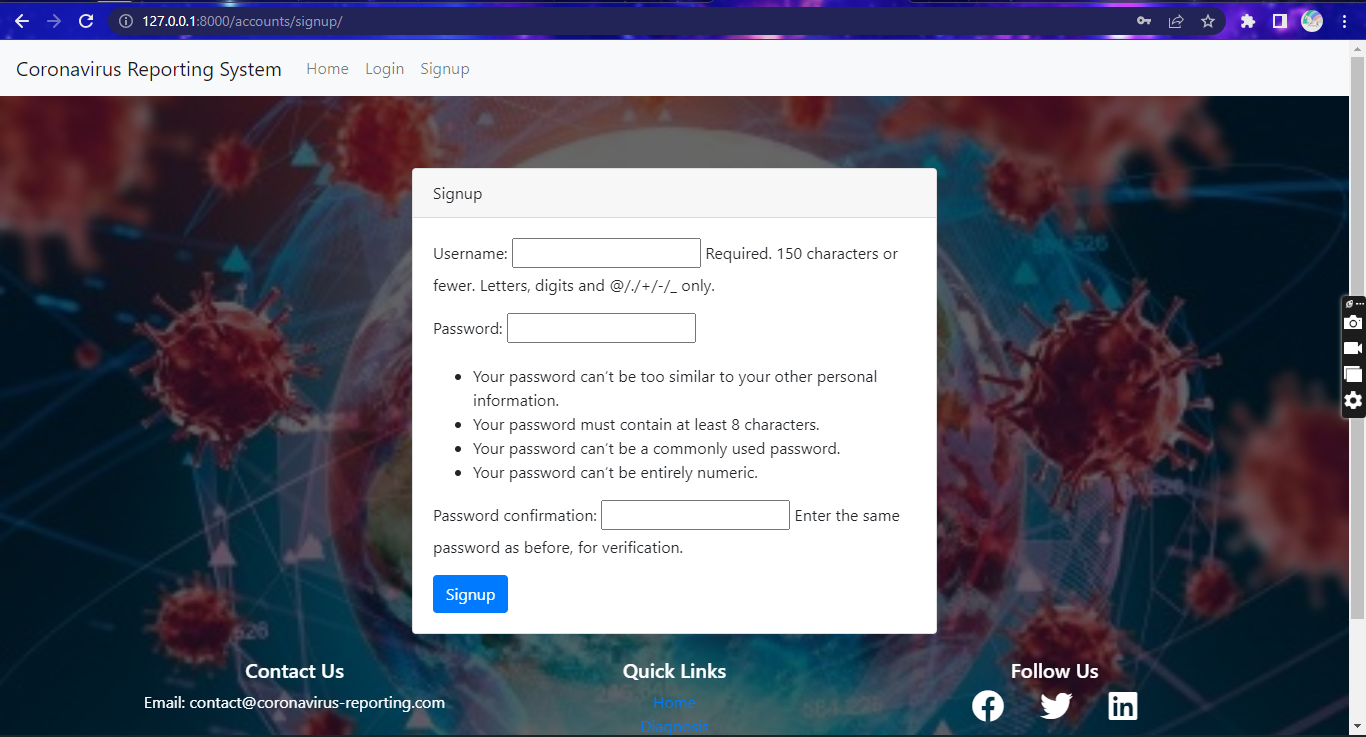 127.0.0.1:8000/accounts/signup/
Coronavirus Reporting System Home Login Signup
Signup
Username: Required. 150 characters or
fewer. Letters, digits and @/./+/-/_ only.
Password:
• Your password can't be too similar to your other personal
information.
• Your password must contain at least 8 characters.
• Your password can't be a commonly used password.
• Your password can't be entirely numeric.
Password confirmation: Enter the same
password as before, for verification.
Signup
Contact Us
Email: contact@coronavirus-reporting.com
Quick Links
Home
Diagnosis
Follow Us